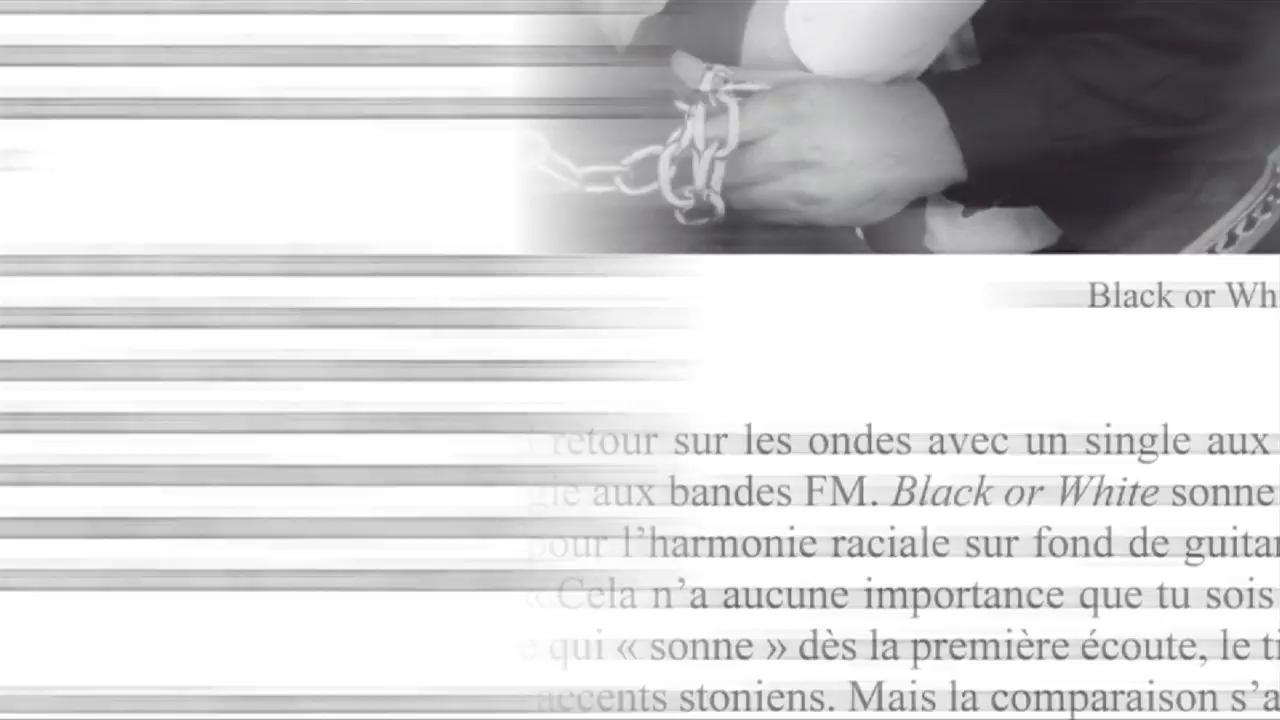 Black or Wh
retour sur les ondes avec un single aux
aux bandes FM. Black or White sonne
pour l’harmonie raciale sur fond de guitar
« Cela n’a aucune importance que tu sois
qui « sonne » dès la première écoute, le ti
accents stoniens. Mais la comparaison s’a